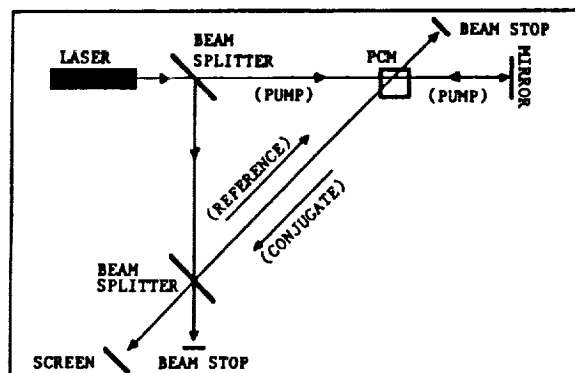 LASER
BEAM
SPLITTER
BEAM STOP
PCM
MIRROR
(PUMP)
(PUMP)
(REFERENCE)
(CONJUGATE)
BEAM
SPLITTER
SCREEN
BEAM STOP